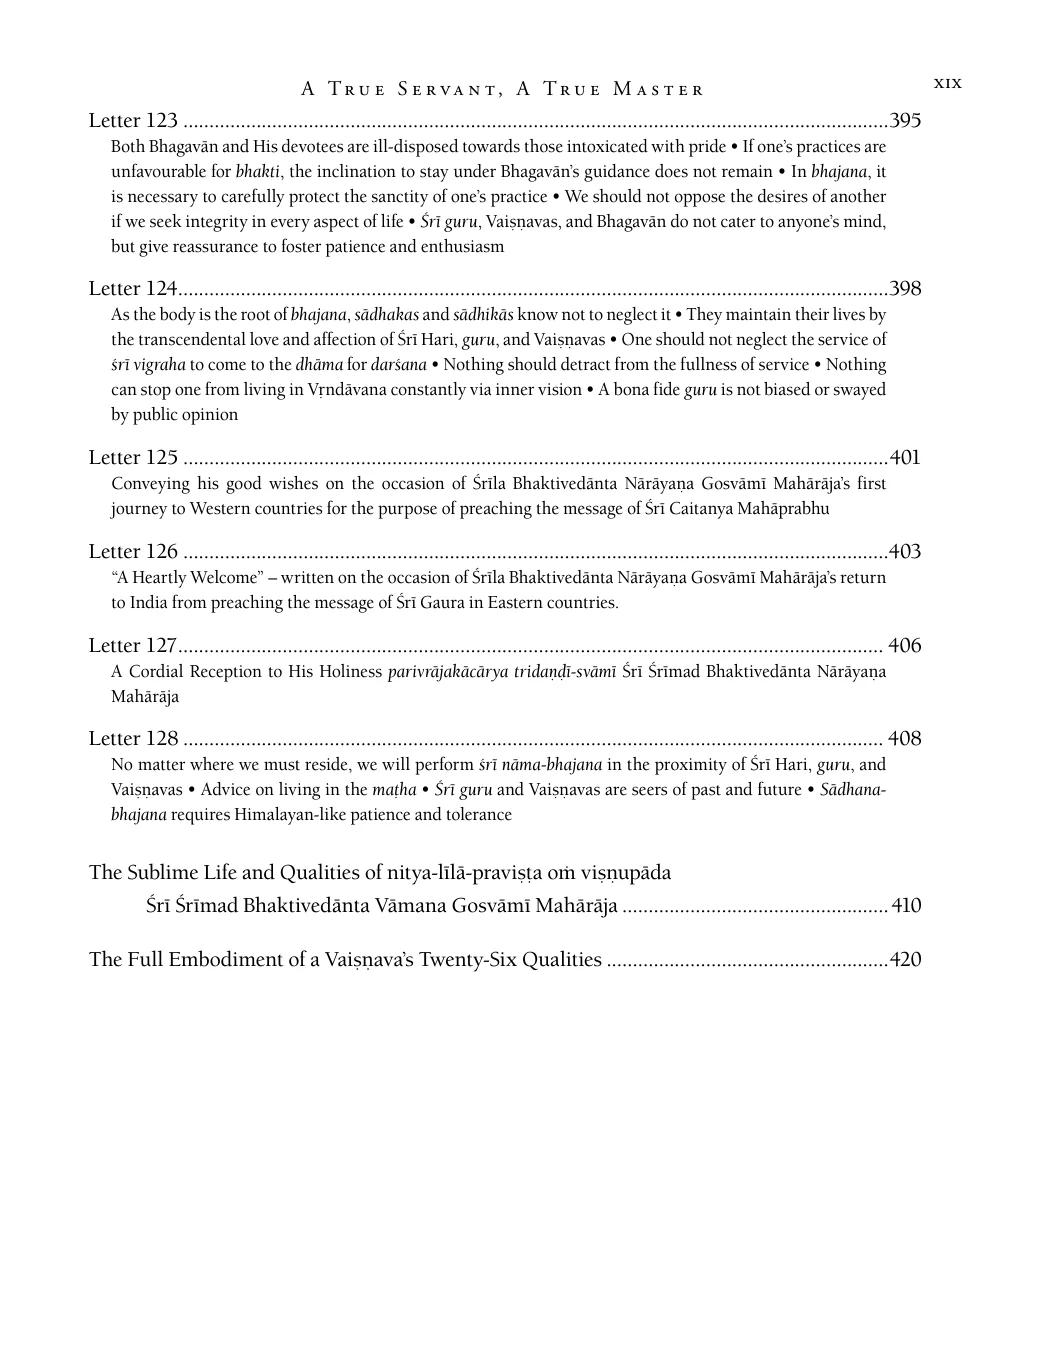 A True Servant, A True Master
xix
Letter 123 ........................................................................................................................................395
Both Bhagavān and His devotees are ill-disposed towards those intoxicated with pride • If one’s practices are
unfavourable for bhakti, the inclination to stay under Bhagavān’s guidance does not remain • In bhajana, it
is necessary to carefully protect the sanctity of one’s practice • We should not oppose the desires of another
if we seek integrity in every aspect of life • Śrī guru, Vaiṣṇavas, and Bhagavān do not cater to anyone’s mind,
but give reassurance to foster patience and enthusiasm
Letter 124.........................................................................................................................................398
As the body is the root of bhajana, sādhakas and sādhikās know not to neglect it • They maintain their lives by
the transcendental love and affection of Śrī Hari, guru, and Vaiṣṇavas • One should not neglect the service of
śrī vigraha to come to the dhāma for darśana • Nothing should detract from the fullness of service • Nothing
can stop one from living in Vṛndāvana constantly via inner vision • A bona fide guru is not biased or swayed
by public opinion
Letter 125 ........................................................................................................................................401
Conveying his good wishes on the occasion of Śrīla Bhaktivedānta Nārāyaṇa Gosvāmī Mahārāja’s first
journey to Western countries for the purpose of preaching the message of Śrī Caitanya Mahāprabhu
Letter 126 ........................................................................................................................................403
“A Heartly Welcome” – written on the occasion of Śrīla Bhaktivedānta Nārāyaṇa Gosvāmī Mahārāja’s return
to India from preaching the message of Śrī Gaura in Eastern countries.
Letter 127........................................................................................................................................ 406
A Cordial Reception to His Holiness parivrājakācārya tridaṇḍī-svāmī Śrī Śrīmad Bhaktivedānta Nārāyaṇa
Mahārāja
Letter 128 ....................................................................................................................................... 408
No matter where we must reside, we will perform śrī nāma-bhajana in the proximity of Śrī Hari, guru, and
Vaiṣṇavas • Advice on living in the maṭha • Śrī guru and Vaiṣṇavas are seers of past and future • Sādhana-
bhajana requires Himalayan-like patience and tolerance
The Sublime Life and Qualities of nitya-līlā-praviṣṭa oṁ viṣṇupāda
Śrī Śrīmad Bhaktivedānta Vāmana Gosvāmī Mahārāja ................................................... 410
The Full Embodiment of a Vaiṣṇava’s Twenty-Six Qualities ......................................................420